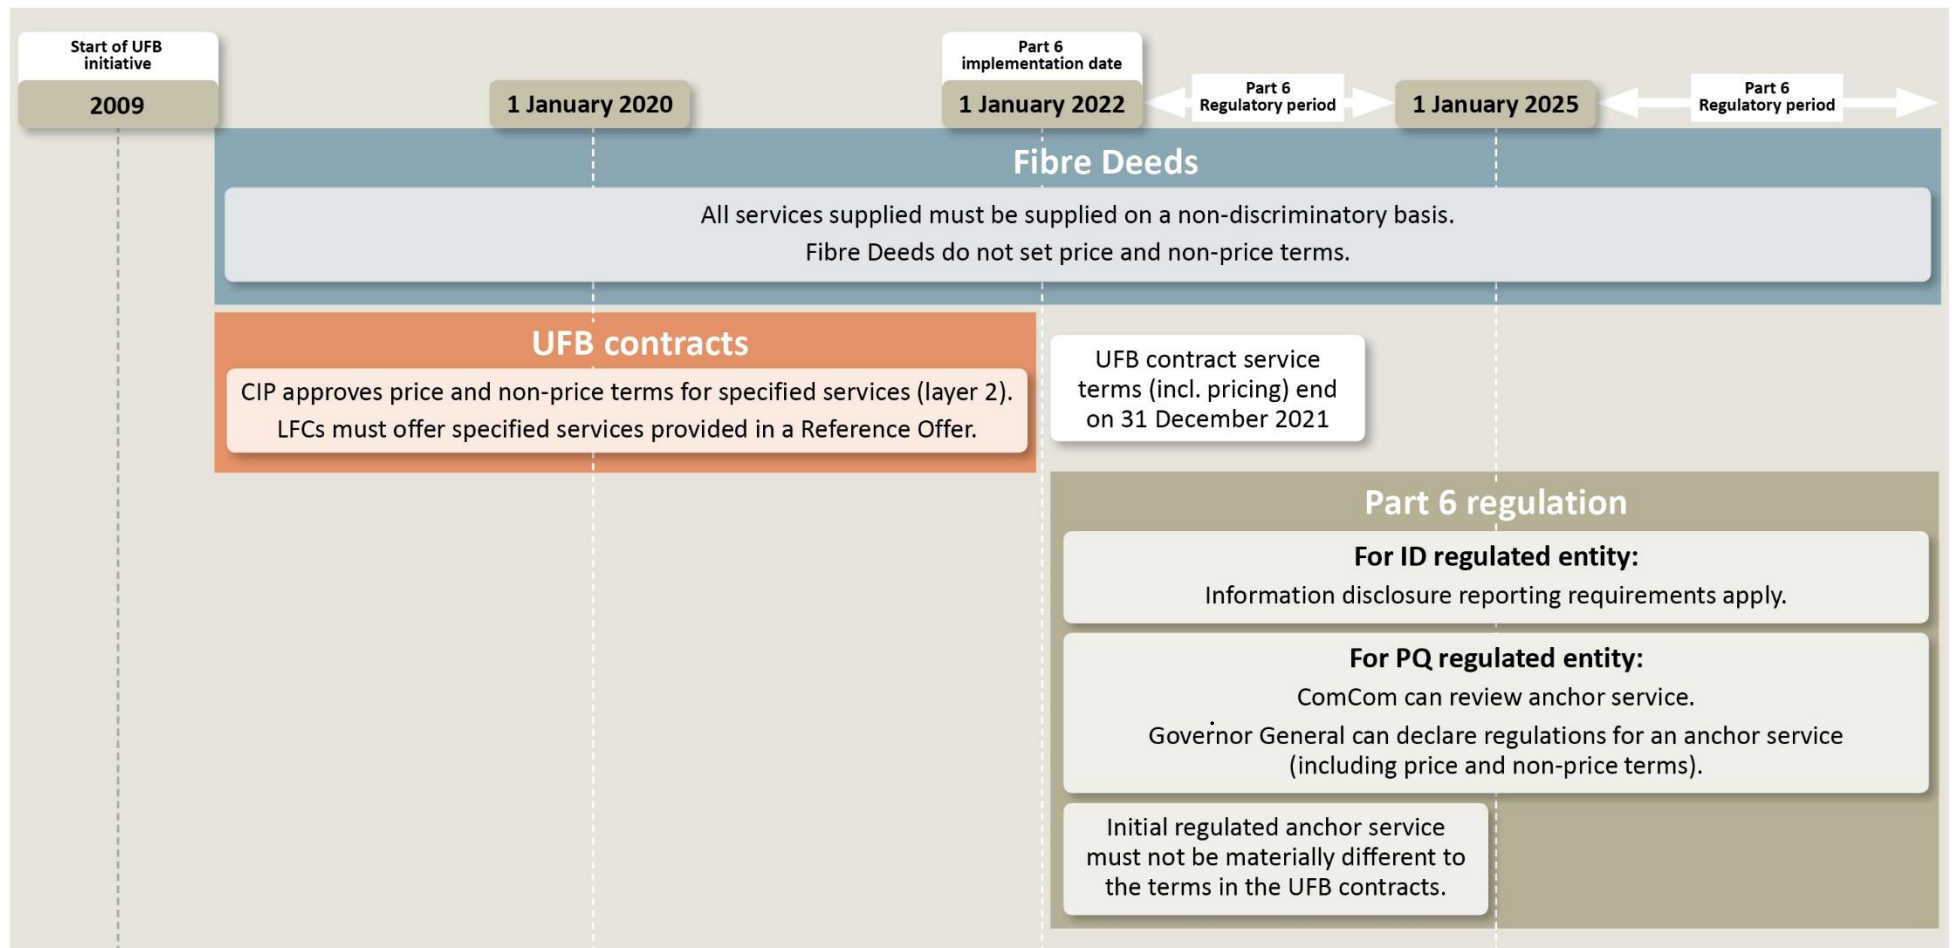 Start of UFB
initiative
2009
1 January 2020
Part 6
implementation date
1 January 2022
Part 6
Regulatory period
1 January 2025
Part 6
Regulatory period
Fibre Deeds
All services supplied must be supplied on a non-discriminatory basis.
Fibre Deeds do not set price and non-price terms.
UFB contracts
CIP approves price and non-price terms for specified services (layer 2).
LFCs must offer specified services provided in a Reference Offer.
UFB contract service
terms (incl. pricing) end
on 31 December 2021
Part 6 regulation
For ID regulated entity:
Information disclosure reporting requirements apply.
For PQ regulated entity:
ComCom can review anchor service.
Governor General can declare regulations for an anchor service
(including price and non-price terms).
Initial regulated anchor service
must not be materially different to
the terms in the UFB contracts.